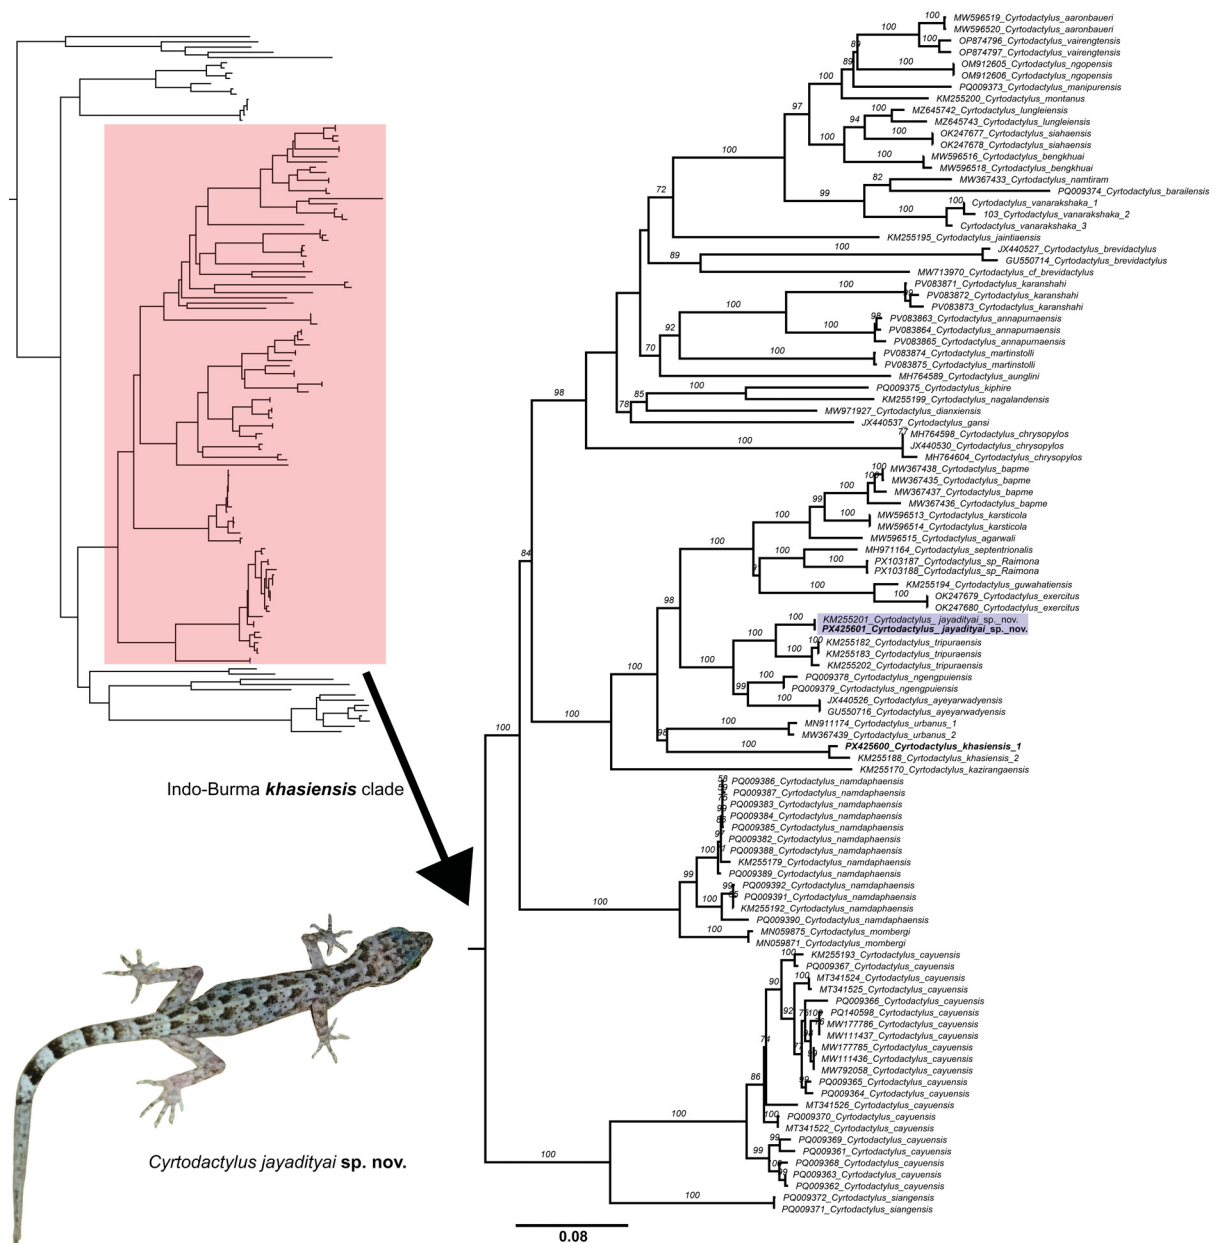 MW596519_Cyrtodactylus_aaronbaueri
MW596520_Cyrtodactylus_aaronbaueri
OP874796_Cyrtodactylus_vairengtensis
OP874797_Cyrtodactylus_vairengtensis
OM912605_Cyrtodactylus_ngopensis
OM912606_Cyrtodactylus_ngopensis
PQ009373_Cyrtodactylus_manipurensis
KM255200_Cyrtodactylus_montanus
MZ645742_Cyrtodactylus_lungleiensis
MZ645743_Cyrtodactylus_lungleiensis
OK247677_Cyrtodactylus_siahaensis
OK247678_Cyrtodactylus_siahaensis
MW596516_Cyrtodactylus_bengkhuai
MW596518_Cyrtodactylus_bengkhuai
MW367433_Cyrtodactylus_namtiram
PQ009374_Cyrtodactylus_barailensis
Cyrtodactylus_vanarakshaka_1
103_Cyrtodactylus_vanarakshaka_2
Cyrtodactylus_vanarakshaka_3
KM255195_Cyrtodactylus_jaintiaensis
JX440527_Cyrtodactylus_brevidactylus
GU550714_Cyrtodactylus_brevidactylus
MW713970_Cyrtodactylus_cf_brevidactylus
PV083871_Cyrtodactylus_karanshahi
PV083872_Cyrtodactylus_karanshahi
PV083873_Cyrtodactylus_karanshahi
PV083863_Cyrtodactylus_annapurnaensis
PV083864_Cyrtodactylus_annapurnaensis
PV083865_Cyrtodactylus_annapurnaensis
PV083874_Cyrtodactylus_martinstolli
PV083875_Cyrtodactylus_martinstolli
MH764589_Cyrtodactylus_aunglini
PQ009375_Cyrtodactylus_kiphire
KM255199_Cyrtodactylus_nagalandensis
MW971927_Cyrtodactylus_dianxiensis
JX440537_Cyrtodactylus_gansi
MH764598_Cyrtodactylus_chrysopylos
JX440530_Cyrtodactylus_chrysopylos
MH764604_Cyrtodactylus_chrysopylos
MW367438_Cyrtodactylus_bapme
MW367435_Cyrtodactylus_bapme
MW367437_Cyrtodactylus_bapme
MW367436_Cyrtodactylus_bapme
MW596513_Cyrtodactylus_karsticola
MW596514_Cyrtodactylus_karsticola
MW596515_Cyrtodactylus_agarwali
MH971164_Cyrtodactylus_septentrionalis
PX103187_Cyrtodactylus_sp_Raimona
PX103188_Cyrtodactylus_sp_Raimona
KM255194_Cyrtodactylus_guwahatiensis
OK247679_Cyrtodactylus_exercitus
OK247680_Cyrtodactylus_exercitus
KM255201_Cyrtodactylus_ jayadityai_sp._nov.
PX425601_Cyrtodactylus_ jayadityai_sp._nov.
KM255182_Cyrtodactylus_tripuraensis
KM255183_Cyrtodactylus_tripuraensis
KM255202_Cyrtodactylus_tripuraensis
PQ009378_Cyrtodactylus_ngengpuiensis
PQ009379_Cyrtodactylus_ngengpuiensis
JX440526_Cyrtodactylus_ayeyarwadyensis
GU550716_Cyrtodactylus_ayeyarwadyensis
MN911174_Cyrtodactylus_urbanus_1
MW367439_Cyrtodactylus_urbanus_2
PX425600_Cyrtodactylus_khasiensis_1
KM255188_Cyrtodactylus_khasiensis_2
KM255170_Cyrtodactylus_kazirangaensis
PQ009386_Cyrtodactylus_namdaphaensis
PQ009387_Cyrtodactylus_namdaphaensis
PQ009383_Cyrtodactylus_namdaphaensis
PQ009384_Cyrtodactylus_namdaphaensis
PQ009385_Cyrtodactylus_namdaphaensis
PQ009382_Cyrtodactylus_namdaphaensis
PQ009388_Cyrtodactylus_namdaphaensis
KM255179_Cyrtodactylus_namdaphaensis
PQ009389_Cyrtodactylus_namdaphaensis
PQ009392_Cyrtodactylus_namdaphaensis
PQ009391_Cyrtodactylus_namdaphaensis
KM255192_Cyrtodactylus_namdaphaensis
PQ009390_Cyrtodactylus_namdaphaensis
MN059875_Cyrtodactylus_mombergi
MN059871_Cyrtodactylus_mombergi
KM255193_Cyrtodactylus_cayuensis
PQ009367_Cyrtodactylus_cayuensis
MT341524_Cyrtodactylus_cayuensis
MT341525_Cyrtodactylus_cayuensis
PQ009366_Cyrtodactylus_cayuensis
PQ140598_Cyrtodactylus_cayuensis
MW177786_Cyrtodactylus_cayuensis
MW111437_Cyrtodactylus_cayuensis
MW177785_Cyrtodactylus_cayuensis
MW111436_Cyrtodactylus_cayuensis
MW792058_Cyrtodactylus_cayuensis
PQ009365_Cyrtodactylus_cayuensis
PQ009364_Cyrtodactylus_cayuensis
MT341526_Cyrtodactylus_cayuensis
PQ009370_Cyrtodactylus_cayuensis
MT341522_Cyrtodactylus_cayuensis
PQ009369_Cyrtodactylus_cayuensis
PQ009361_Cyrtodactylus_cayuensis
PQ009368_Cyrtodactylus_cayuensis
PQ009363_Cyrtodactylus_cayuensis
PQ009362_Cyrtodactylus_cayuensis
PQ009372_Cyrtodactylus_siangensis
PQ009371_Cyrtodactylus_siangensis
Indo-Burma khasiensis clade
Cyrtodactylus jayadityai sp. nov.
0.08